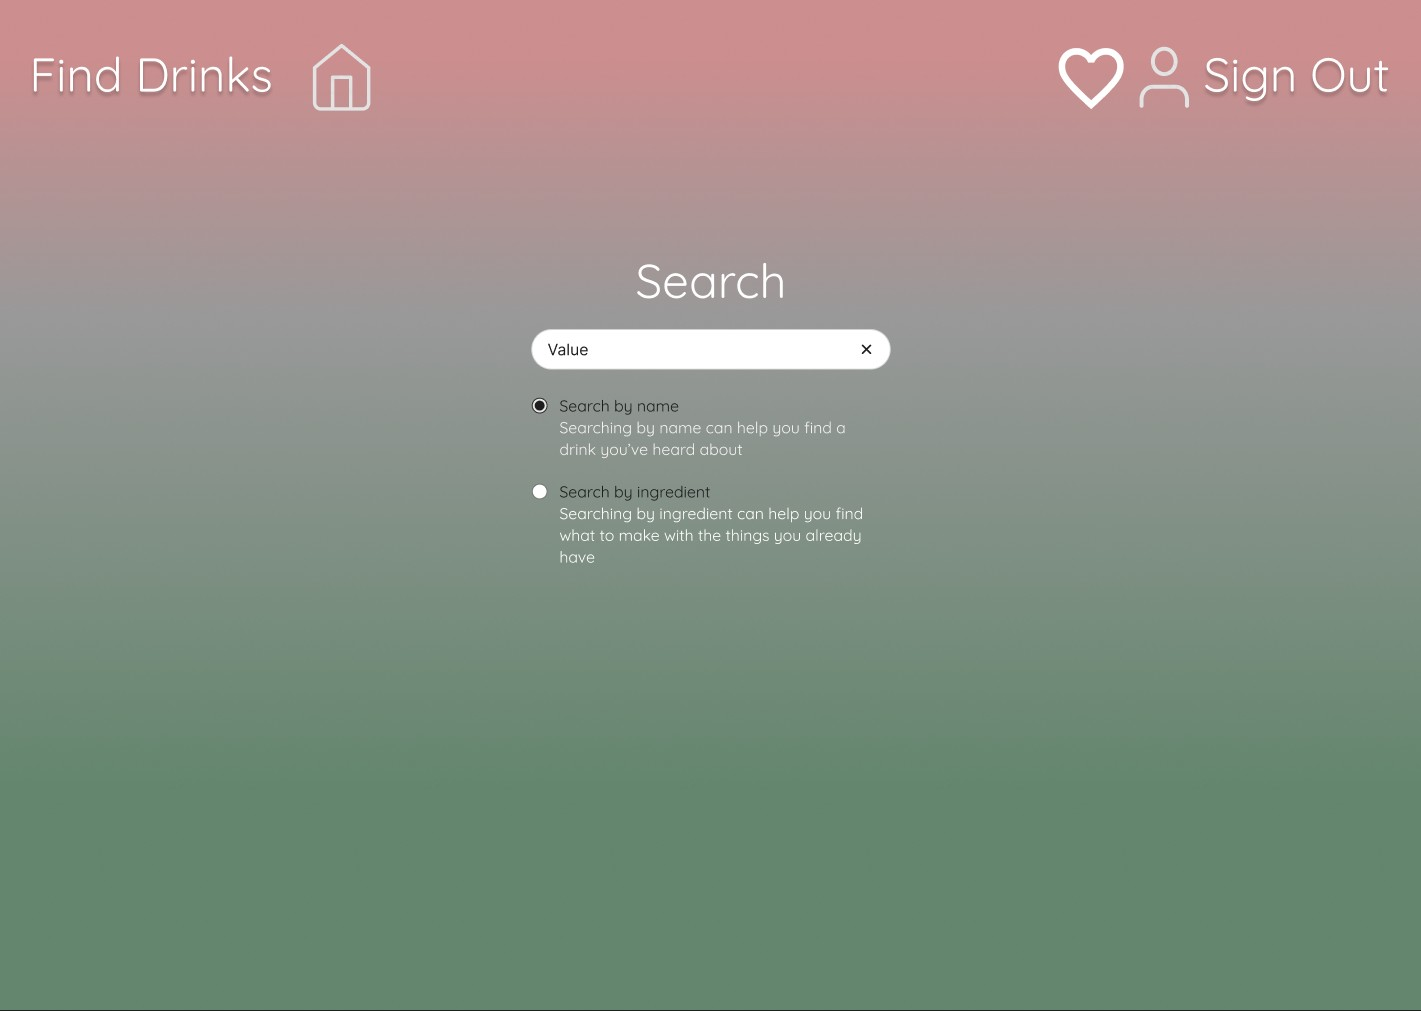 Find Drinks
Sign Out
Search
Value
Search by name
Searching by name can help you find a
drink you've heard about
Search by ingredient
Searching by ingredient can help you find
what to make with the things you already
have